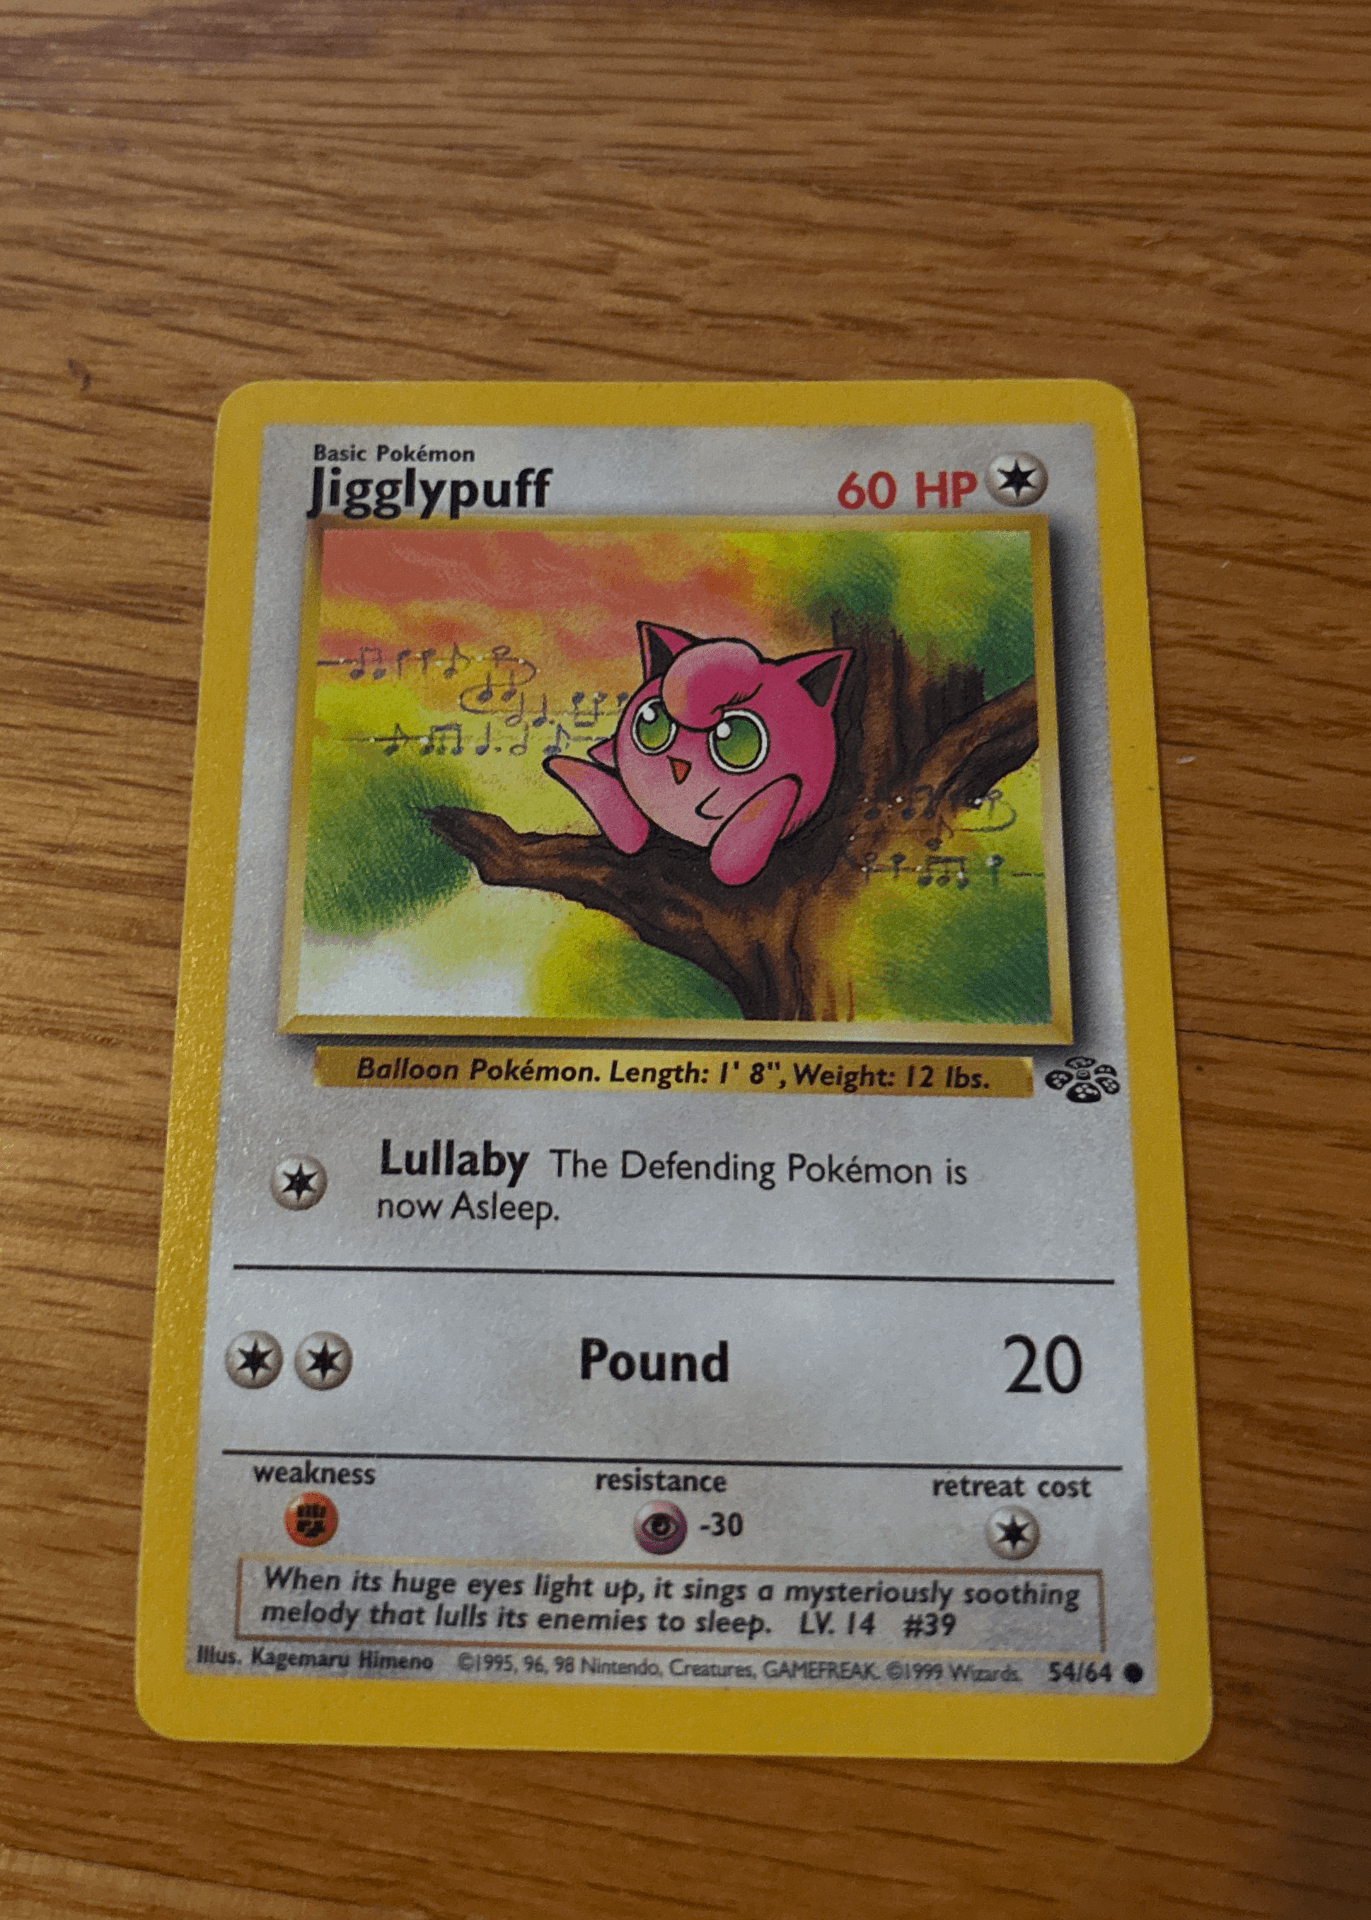 Basic Pokémon
Jigglypuff 60 HP
Balloon Pokémon. Length: 1' 8", Weight: 12 lbs.
Lullaby The Defending Pokémon is
now Asleep.
Pound 20
weakness resistance retreat cost
-30
When its huge eyes light up, it sings a mysteriously soothing
melody that lulls its enemies to sleep. LV. 14 #39
Illus. Kagemaru Himeno ©1995, 96, 98 Nintendo, Creatures, GAMEFREAK. ©1999 Wizards. 54/64